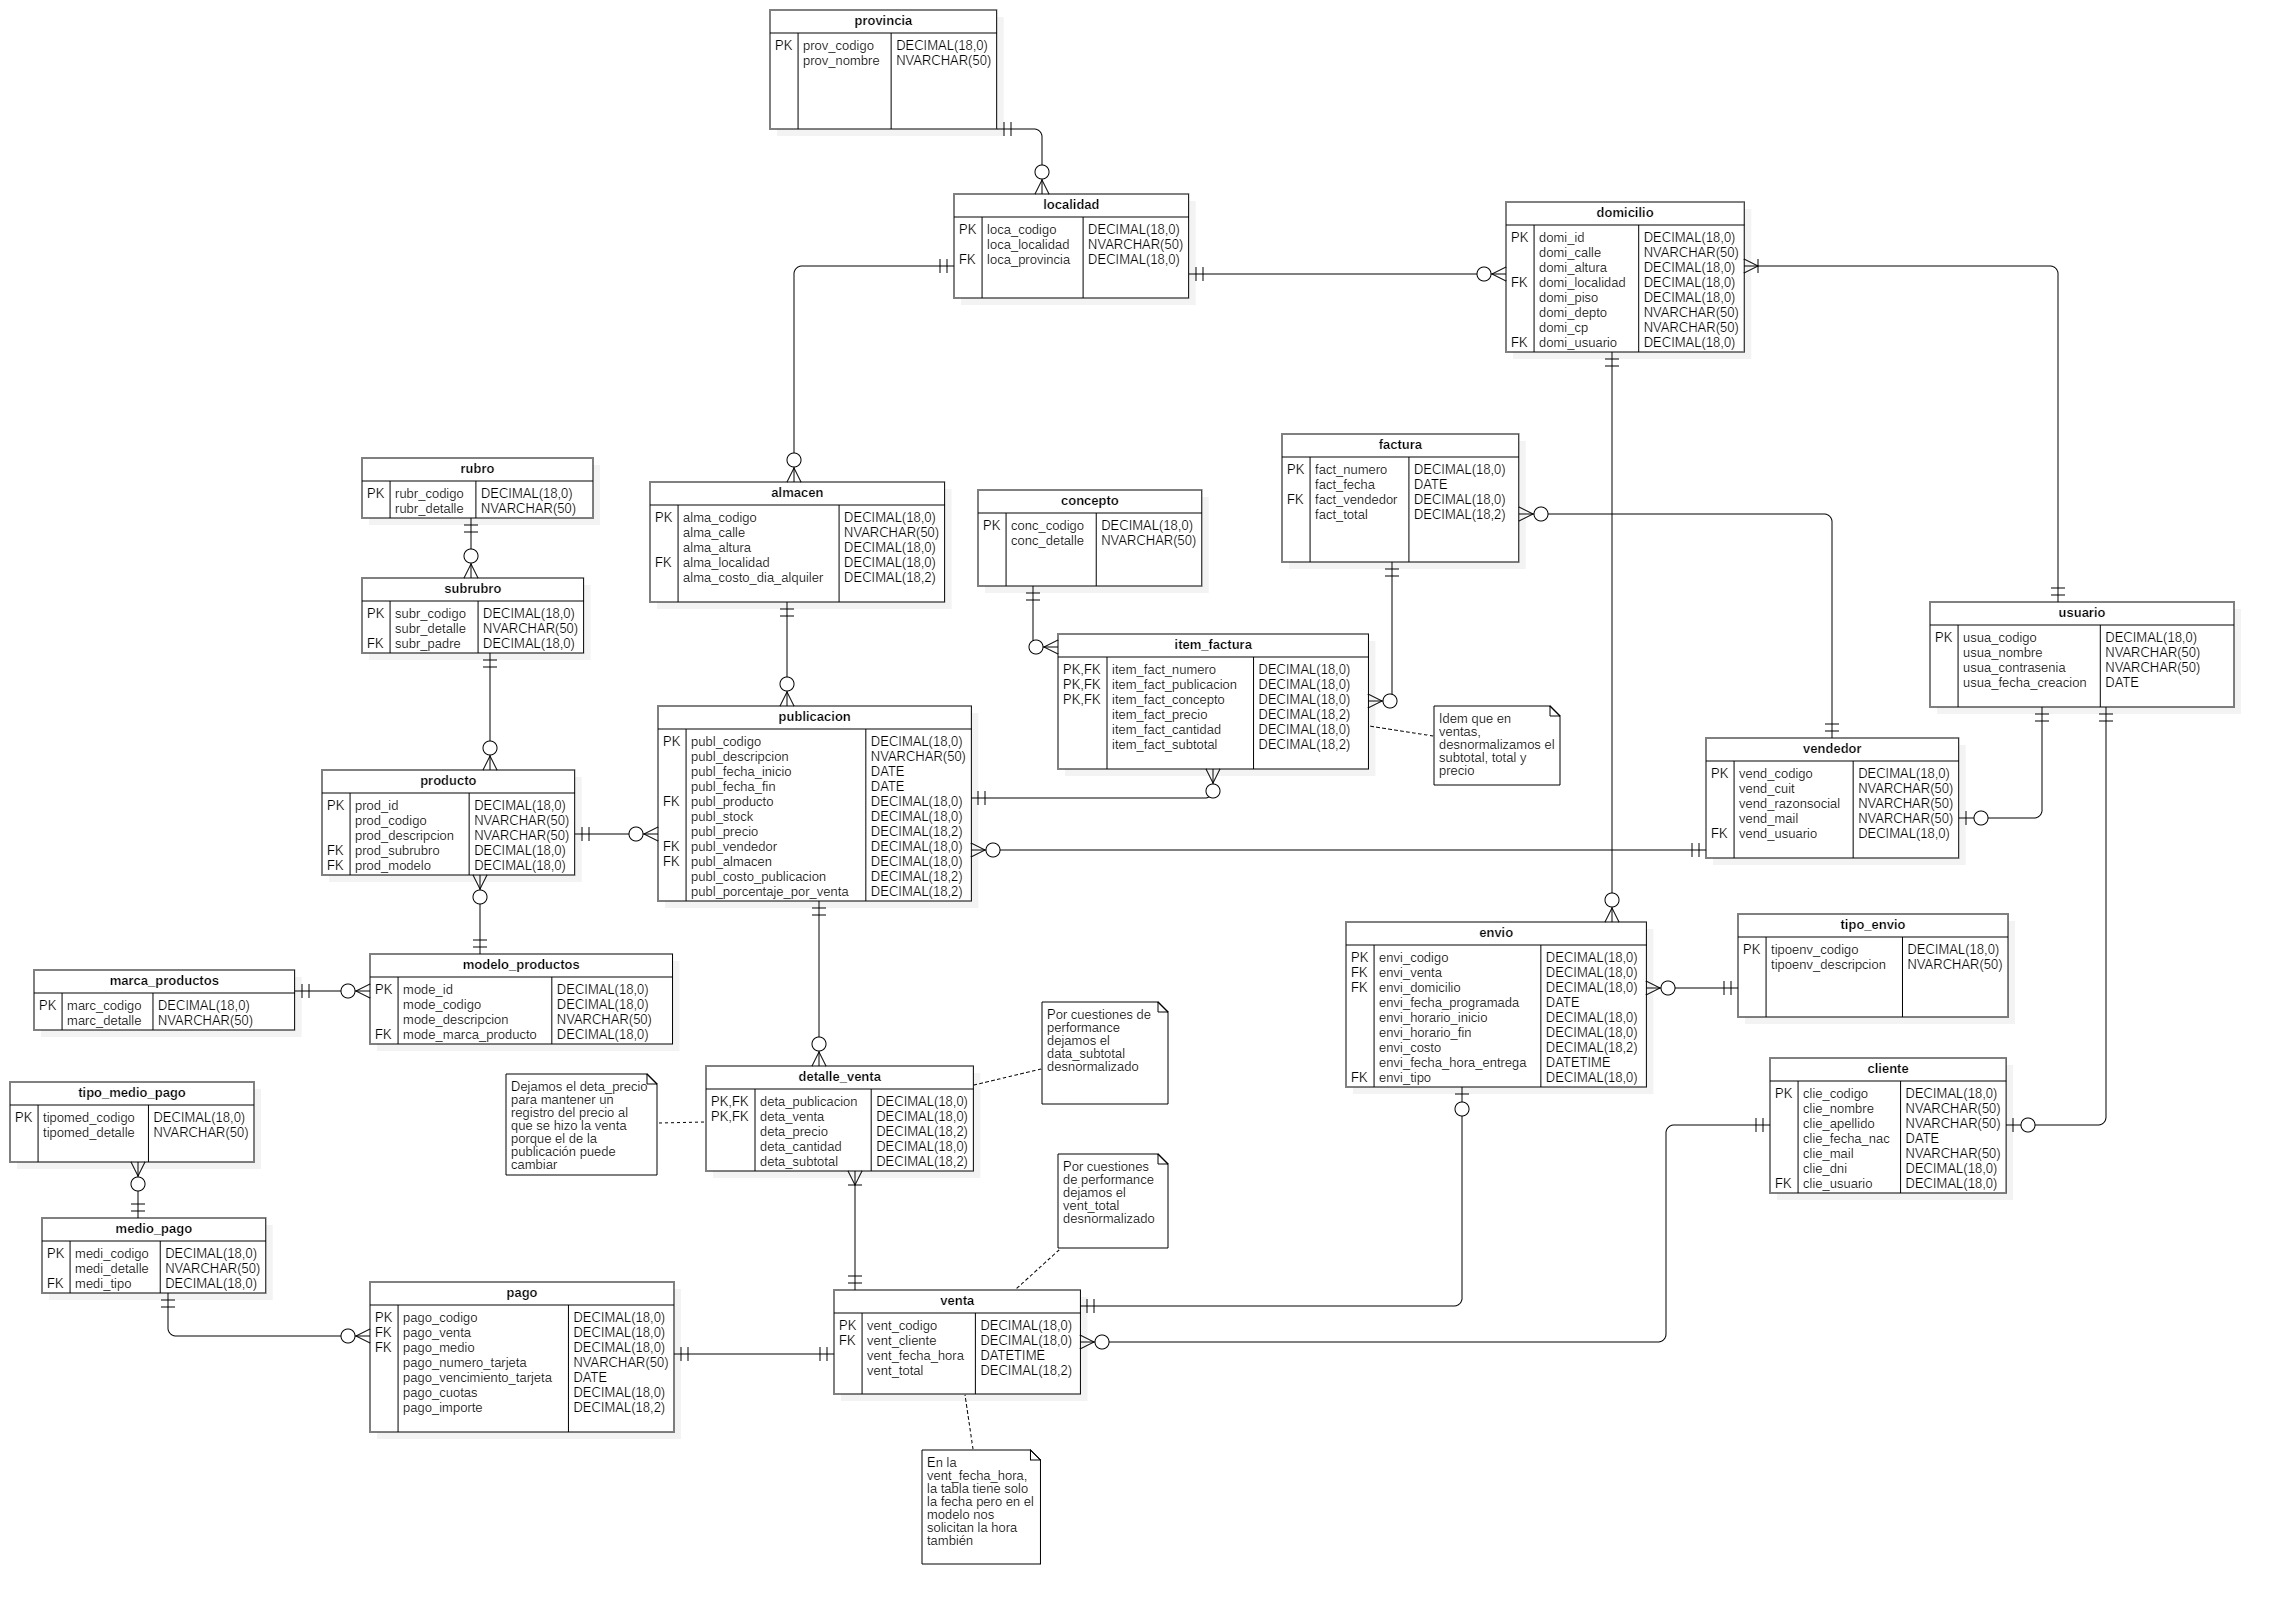 provincia
PK prov_codigo DECIMAL(18,0)
prov_nombre NVARCHAR(50)
localidad
PK loca_codigo DECIMAL(18,0)
loca_localidad NVARCHAR(50)
FK loca_provincia DECIMAL(18,0)
domicilio
PK domi_id DECIMAL(18,0)
domi_calle NVARCHAR(50)
domi_altura DECIMAL(18,0)
FK domi_localidad DECIMAL(18,0)
domi_piso DECIMAL(18,0)
domi_depto NVARCHAR(50)
domi_cp NVARCHAR(50)
FK domi_usuario DECIMAL(18,0)
rubro
PK rubr_codigo DECIMAL(18,0)
rubr_detalle NVARCHAR(50)
subrubro
PK subr_codigo DECIMAL(18,0)
subr_detalle NVARCHAR(50)
FK subr_padre DECIMAL(18,0)
almacen
PK alma_codigo DECIMAL(18,0)
alma_calle NVARCHAR(50)
alma_altura DECIMAL(18,0)
FK alma_localidad DECIMAL(18,0)
alma_costo_dia_alquiler DECIMAL(18,2)
concepto
PK conc_codigo DECIMAL(18,0)
conc_detalle NVARCHAR(50)
factura
PK fact_numero DECIMAL(18,0)
fact_fecha DATE
FK fact_vendedor DECIMAL(18,0)
fact_total DECIMAL(18,2)
item_factura
PK,FK item_fact_numero DECIMAL(18,0)
PK,FK item_fact_publicacion DECIMAL(18,0)
PK,FK item_fact_concepto DECIMAL(18,0)
item_fact_precio DECIMAL(18,2)
item_fact_cantidad DECIMAL(18,0)
item_fact_subtotal DECIMAL(18,2)
Idem que en
ventas,
desnormalizamos el
subtotal, total y
precio
usuario
PK usua_codigo DECIMAL(18,0)
usua_nombre NVARCHAR(50)
usua_contrasenia NVARCHAR(50)
usua_fecha_creacion DATE
vendedor
PK vend_codigo DECIMAL(18,0)
vend_cuit NVARCHAR(50)
vend_razonsocial NVARCHAR(50)
vend_mail NVARCHAR(50)
FK vend_usuario DECIMAL(18,0)
producto
PK prod_id DECIMAL(18,0)
prod_codigo NVARCHAR(50)
prod_descripcion NVARCHAR(50)
FK prod_subrubro DECIMAL(18,0)
FK prod_modelo DECIMAL(18,0)
publicacion
PK publ_codigo DECIMAL(18,0)
publ_descripcion NVARCHAR(50)
publ_fecha_inicio DATE
publ_fecha_fin DATE
FK publ_producto DECIMAL(18,0)
publ_stock DECIMAL(18,0)
publ_precio DECIMAL(18,2)
FK publ_vendedor DECIMAL(18,0)
FK publ_almacen DECIMAL(18,0)
publ_costo_publicacion DECIMAL(18,2)
publ_porcentaje_por_venta DECIMAL(18,2)
marca_productos
PK marc_codigo DECIMAL(18,0)
marc_detalle NVARCHAR(50)
modelo_productos
PK mode_id DECIMAL(18,0)
mode_codigo DECIMAL(18,0)
mode_descripcion NVARCHAR(50)
FK mode_marca_producto DECIMAL(18,0)
envio
PK envi_codigo DECIMAL(18,0)
FK envi_venta DECIMAL(18,0)
FK envi_domicilio DECIMAL(18,0)
envi_fecha_programada DATE
envi_horario_inicio DECIMAL(18,0)
envi_horario_fin DECIMAL(18,0)
envi_costo DECIMAL(18,2)
envi_fecha_hora_entrega DATETIME
FK envi_tipo DECIMAL(18,0)
tipo_envio
PK tipoenv_codigo DECIMAL(18,0)
tipoenv_descripcion NVARCHAR(50)
Por cuestiones de
performance
dejamos el
data_subtotal
desnormalizado
tipo_medio_pago
PK tipomed_codigo DECIMAL(18,0)
tipomed_detalle NVARCHAR(50)
Dejamos el deta_precio
para mantener un
registro del precio al
que se hizo la venta
porque el de la
publicación puede
cambiar
detalle_venta
PK,FK deta_publicacion DECIMAL(18,0)
PK,FK deta_venta DECIMAL(18,0)
deta_precio DECIMAL(18,2)
deta_cantidad DECIMAL(18,0)
deta_subtotal DECIMAL(18,2)
cliente
PK clie_codigo DECIMAL(18,0)
clie_nombre NVARCHAR(50)
clie_apellido NVARCHAR(50)
clie_fecha_nac DATE
clie_mail NVARCHAR(50)
clie_dni DECIMAL(18,0)
FK clie_usuario DECIMAL(18,0)
Por cuestiones
de performance
dejamos el
vent_total
desnormalizado
medio_pago
PK medi_codigo DECIMAL(18,0)
medi_detalle NVARCHAR(50)
FK medi_tipo DECIMAL(18,0)
pago
PK pago_codigo DECIMAL(18,0)
FK pago_venta DECIMAL(18,0)
FK pago_medio DECIMAL(18,0)
pago_numero_tarjeta NVARCHAR(50)
pago_vencimiento_tarjeta DATE
pago_cuotas DECIMAL(18,0)
pago_importe DECIMAL(18,2)
venta
PK vent_codigo DECIMAL(18,0)
FK vent_cliente DECIMAL(18,0)
vent_fecha_hora DATETIME
vent_total DECIMAL(18,2)
En la
vent_fecha_hora,
la tabla tiene solo
la fecha pero en el
modelo nos
solicitan la hora
también